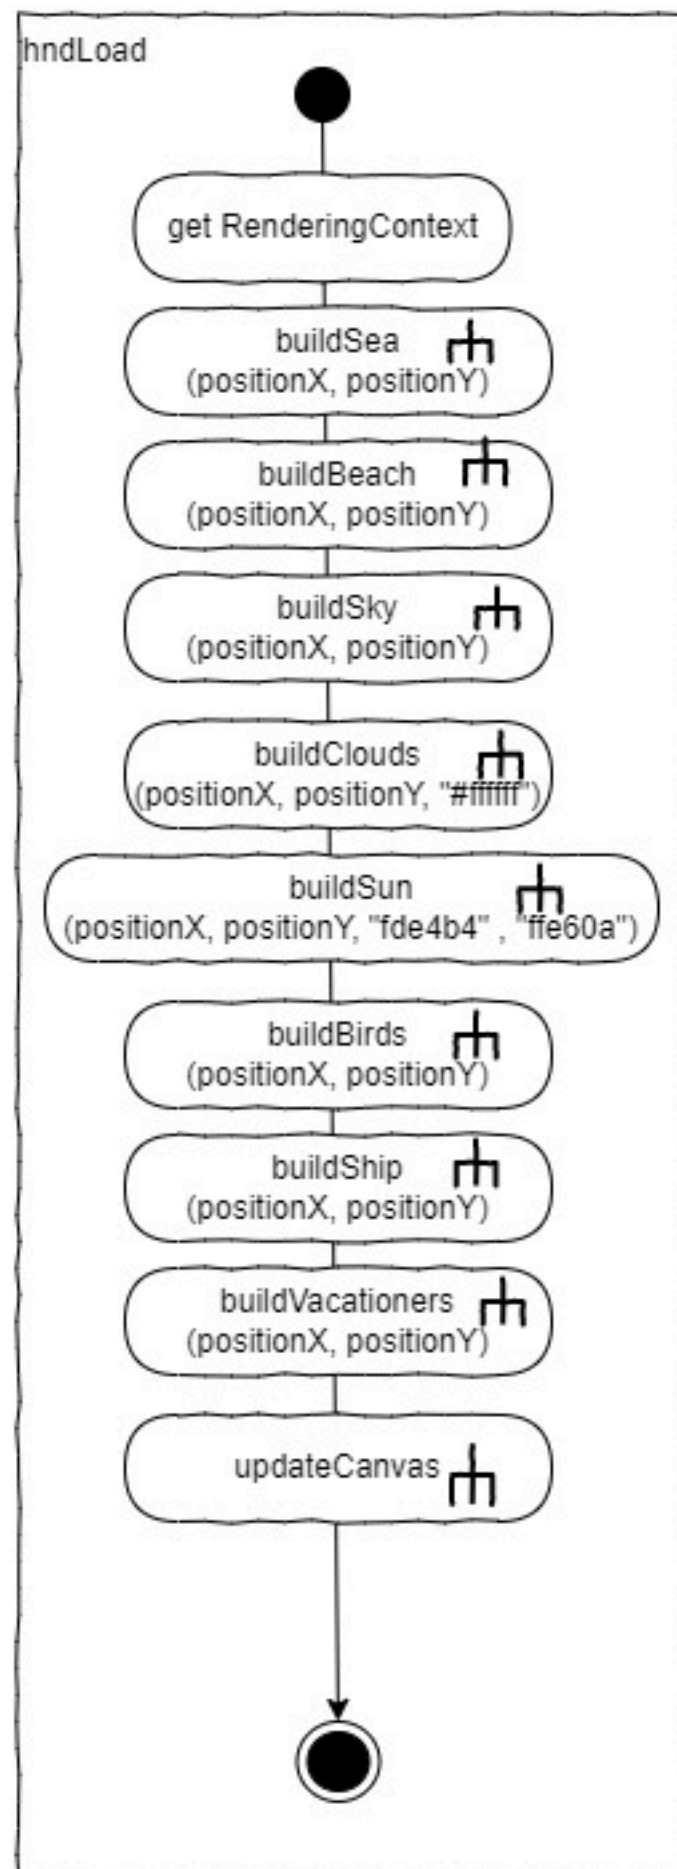 hndLoad
get RenderingContext
buildSea
(positionX, positionY)
buildBeach
(positionX, positionY)
buildSky
(positionX, positionY)
buildClouds
(positionX, positionY, "#ffffff")
buildSun
(positionX, positionY, "fde4b4" , "ffe60a")
buildBirds
(positionX, positionY)
buildShip
(positionX, positionY)
buildVacationers
(positionX, positionY)
updateCanvas